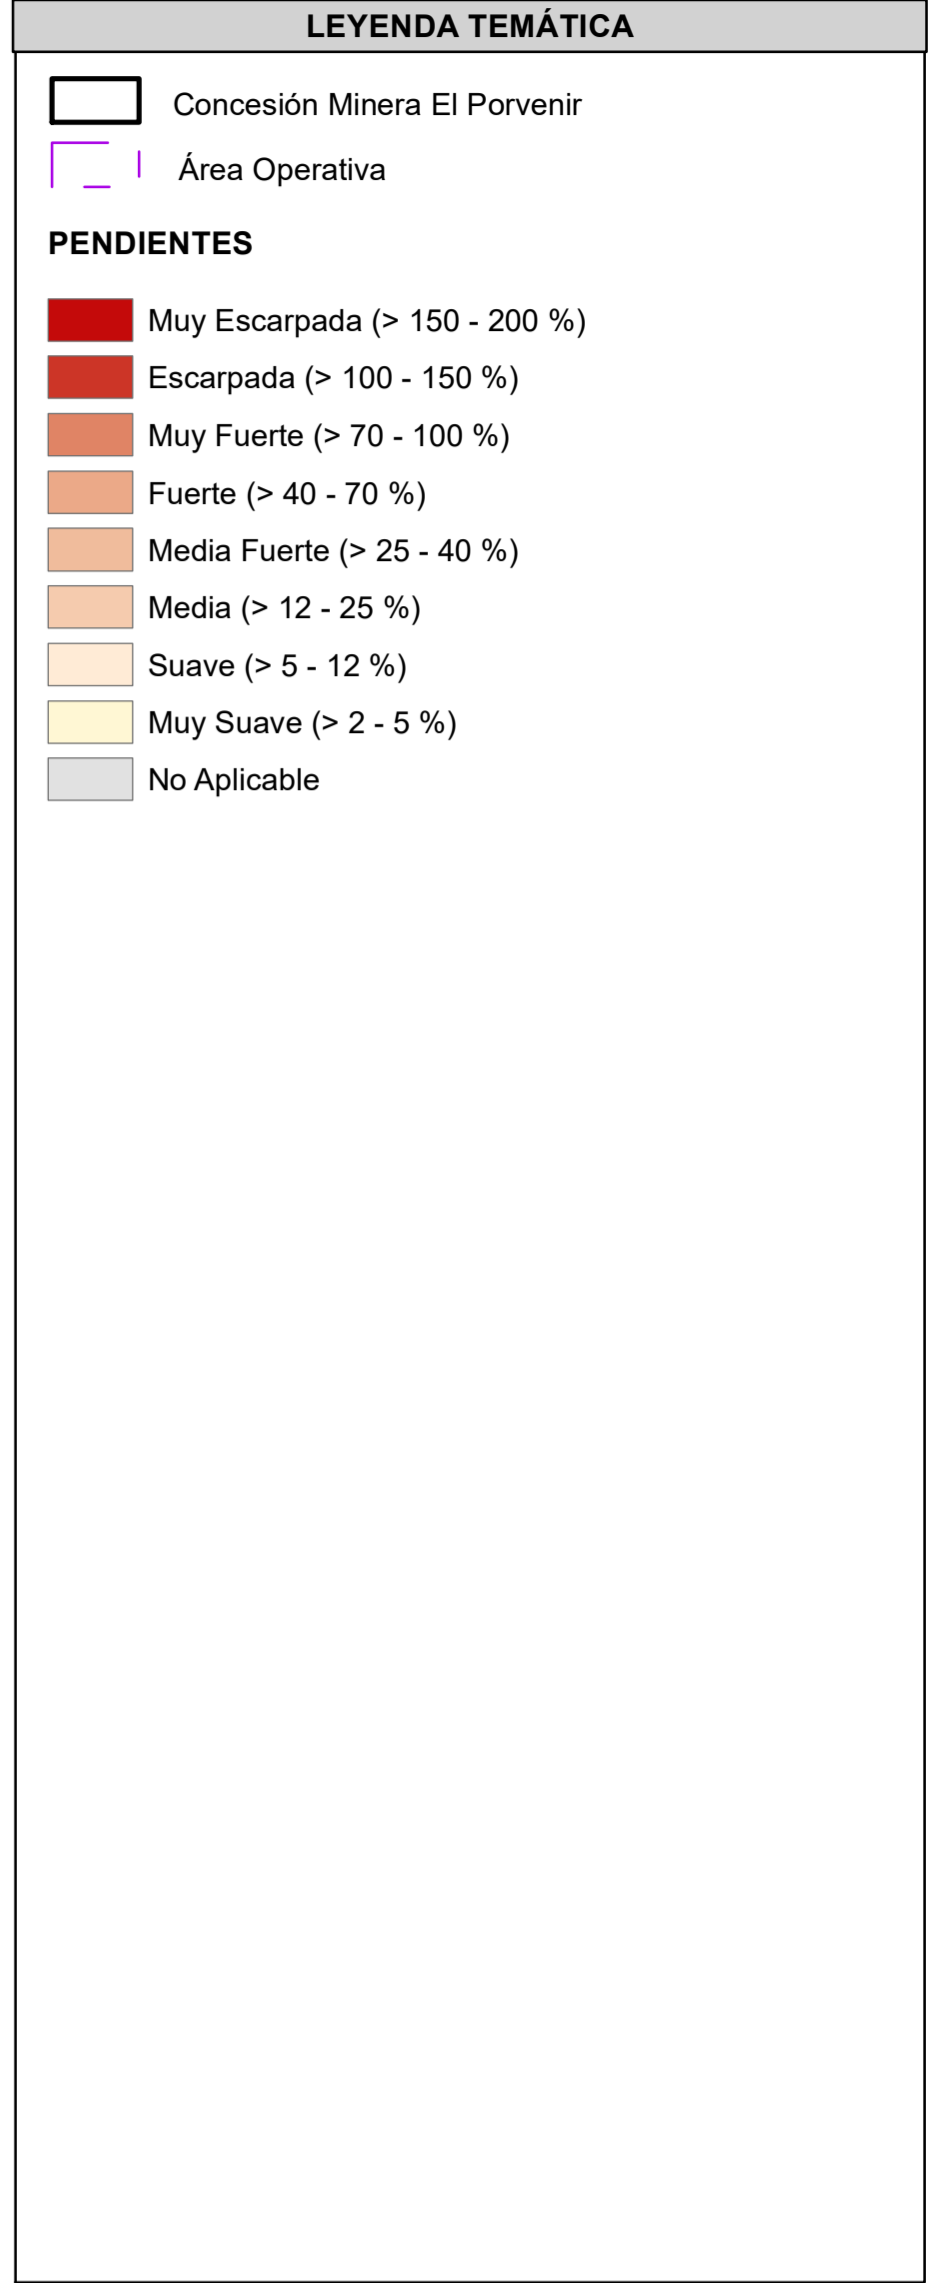 LEYENDA TEMÁTICA
Concesión Minera El Porvenir
Área Operativa
PENDIENTES
Muy Escarpada (> 150 - 200 %)
Escarpada (> 100 - 150 %)
Muy Fuerte (> 70 - 100 %)
Fuerte (> 40 - 70 %)
Media Fuerte (> 25 - 40 %)
Media (> 12 - 25 %)
Suave (> 5 - 12 %)
Muy Suave (> 2 - 5 %)
No Aplicable